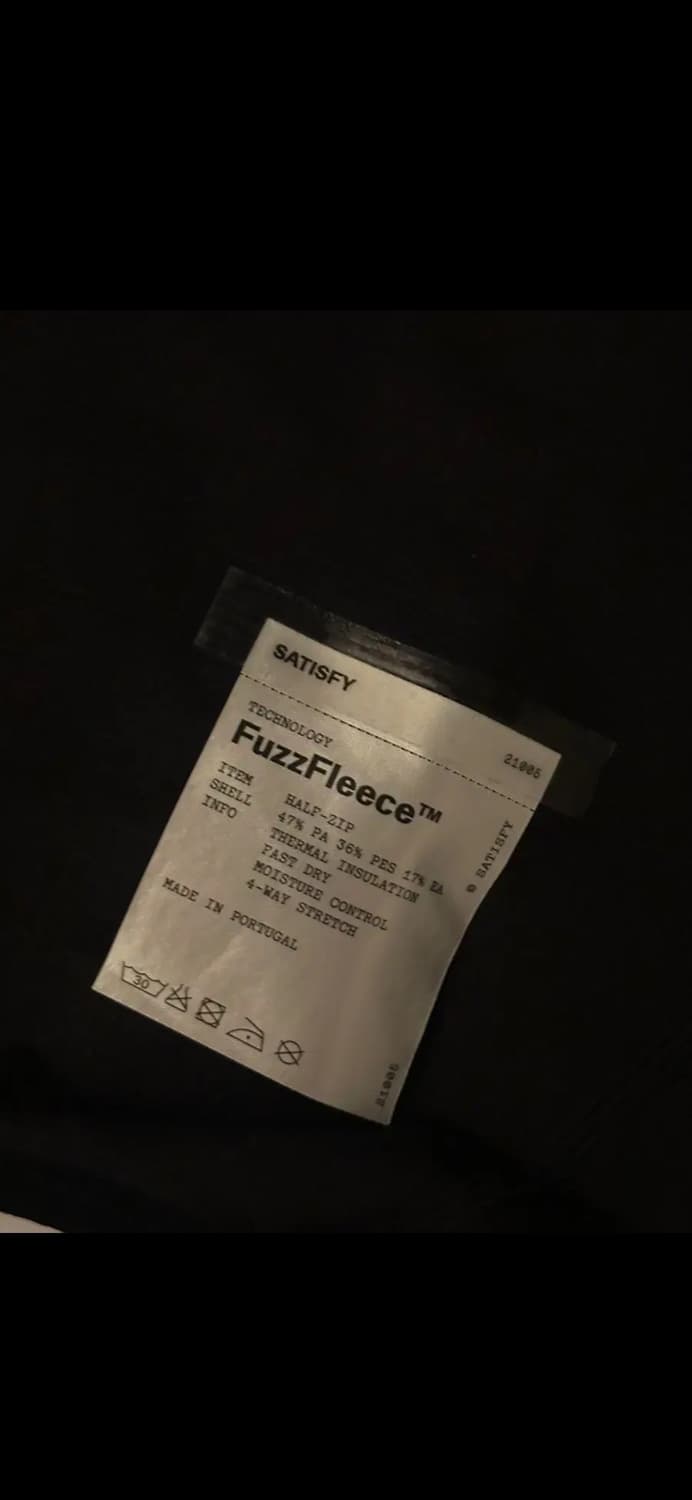 SATISFY
21005
TECHNOLOGY
FuzzFleece™
ITEM HALF-ZIP
SHELL 47% PA 36% PES 17% EA
INFO THERMAL INSULATION
FAST DRY
MOISTURE CONTROL
4-WAY STRETCH
MADE IN PORTUGAL
30
© SATISFY
21005